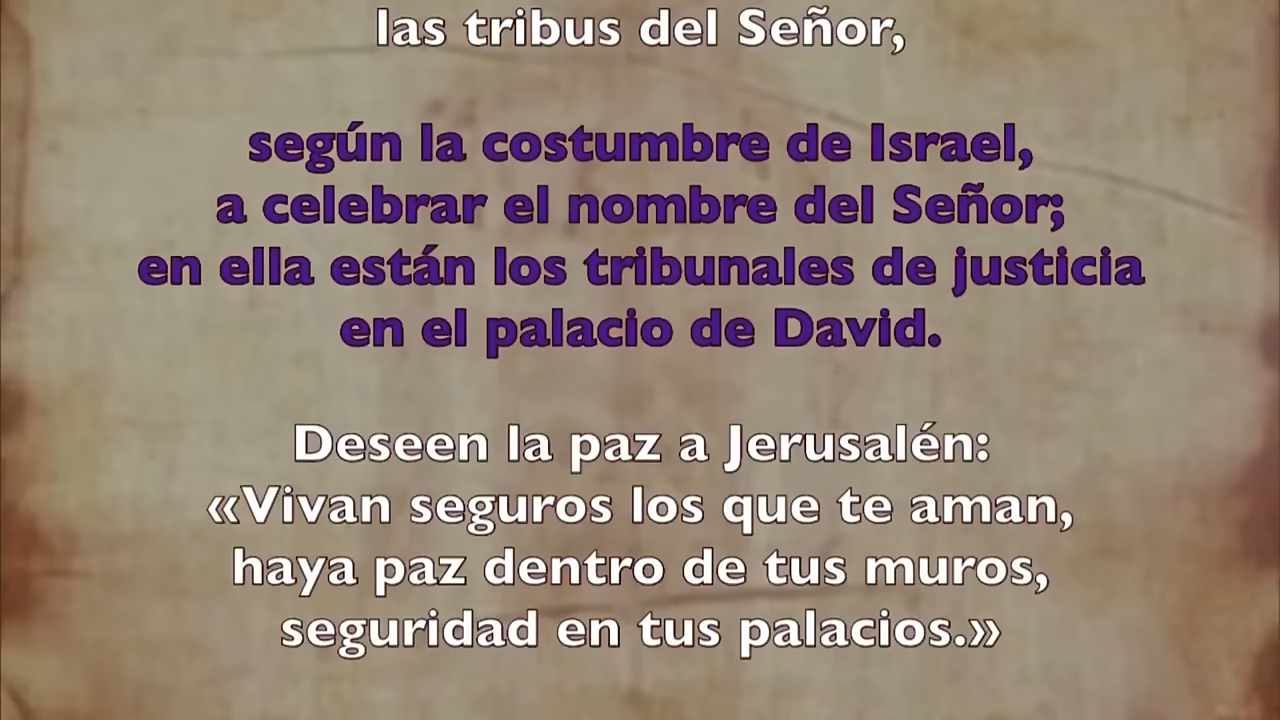 las tribus del Señor,
según la costumbre de Israel,
a celebrar el nombre del Señor;
en ella están los tribunales de justicia
en el palacio de David.
Deseen la paz a Jerusalén:
«Vivan seguros los que te aman,
haya paz dentro de tus muros,
seguridad en tus palacios.»